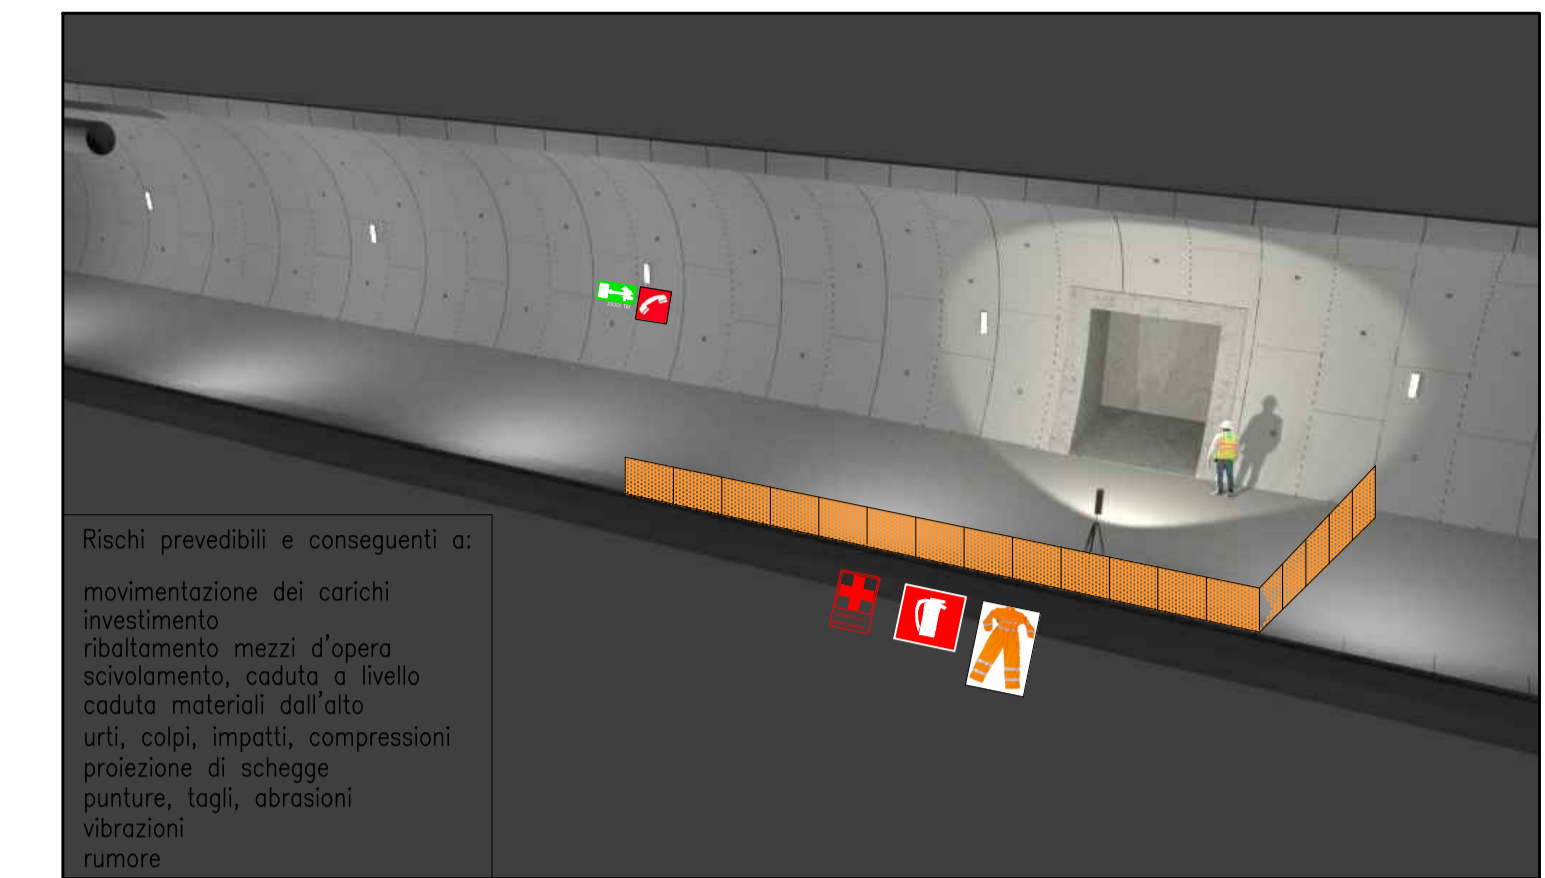 Rischi prevedibili e conseguenti a:
movimentazione dei carichi
investimento
ribaltamento mezzi d'opera
scivolamento, caduta a livello
caduta materiali dall'alto
urti, colpi, impatti, compressioni
proiezione di schegge
punture, tagli, abrasioni
vibrazioni
rumore